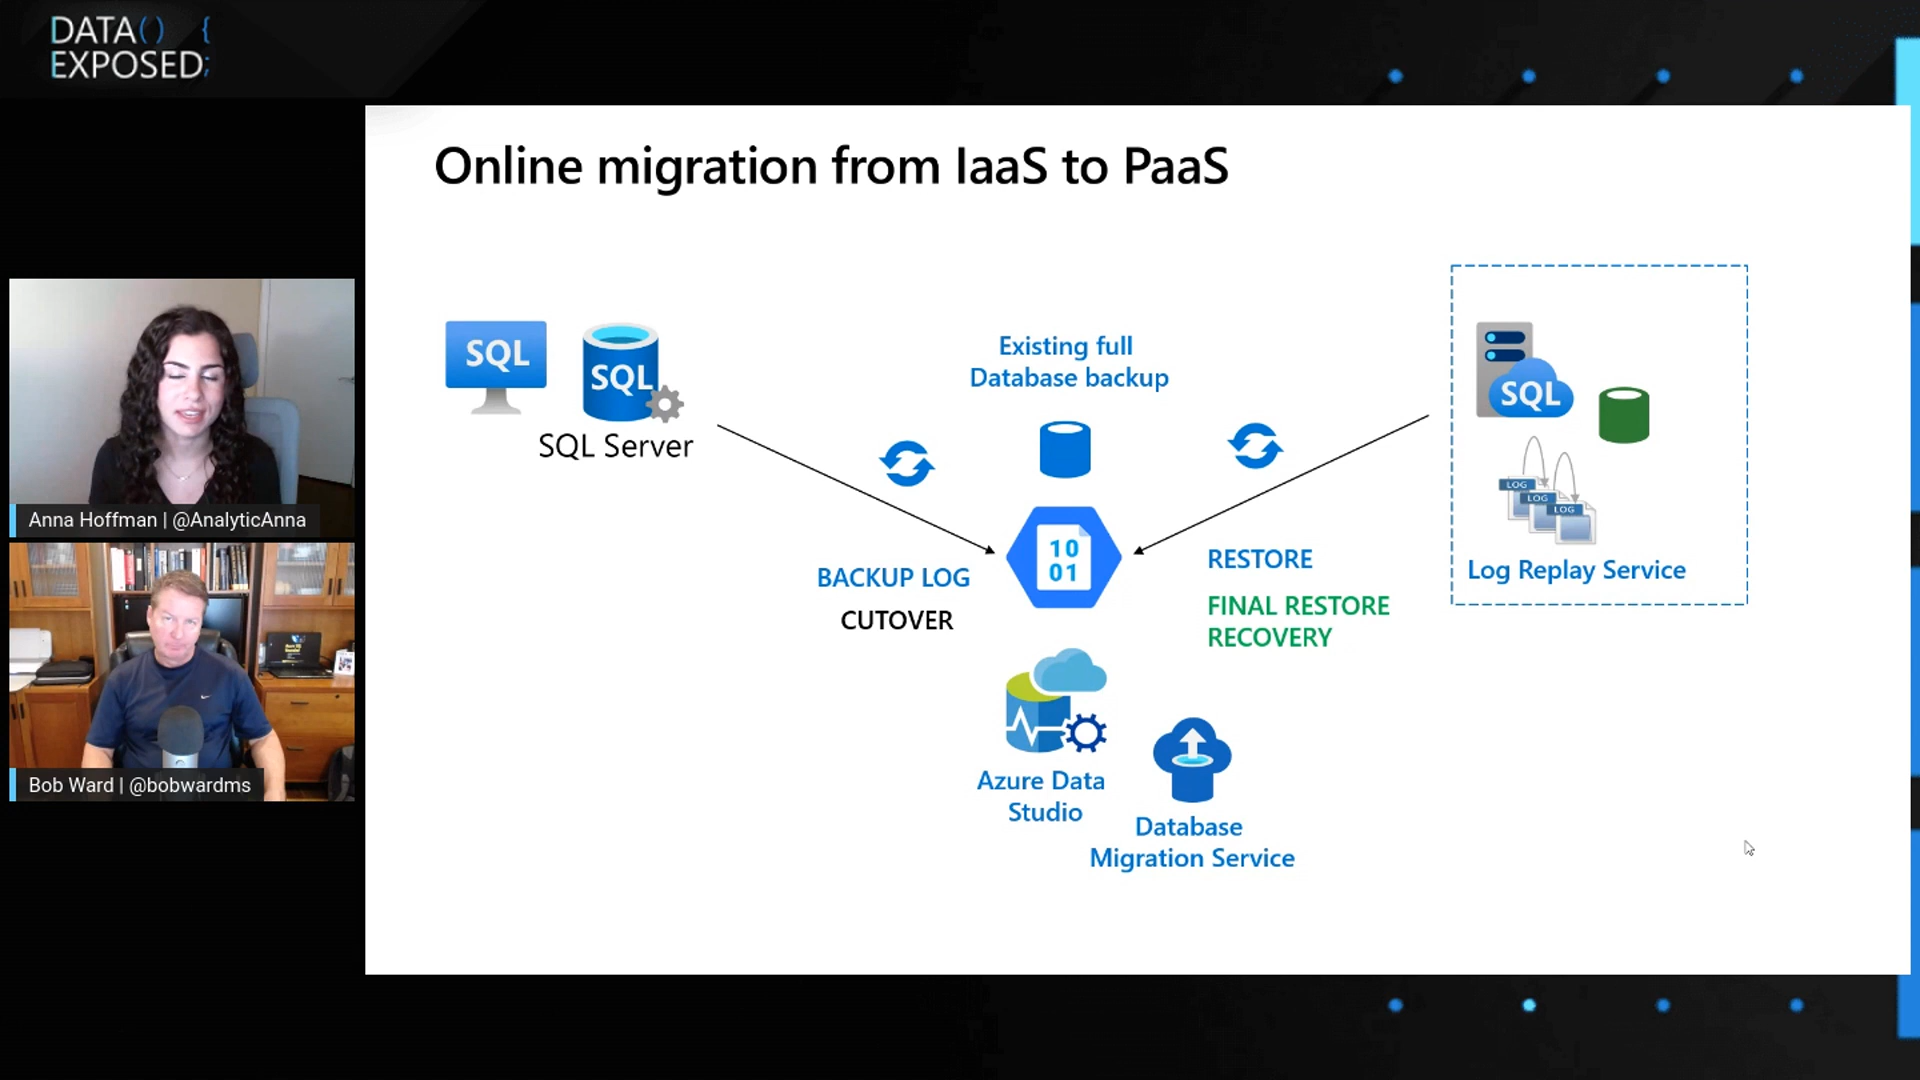 DATA() {
EXPOSED;
Online migration from IaaS to PaaS
SQL
SQL
SQL Server
Existing full
Database backup
BACKUP LOG
CUTOVER
10
01
RESTORE
FINAL RESTORE
RECOVERY
SQL
LOG
LOG
LOG
Log Replay Service
Azure Data
Studio
Database
Migration Service
Anna Hoffman | @AnalyticAnna
Bob Ward | @bobwardms